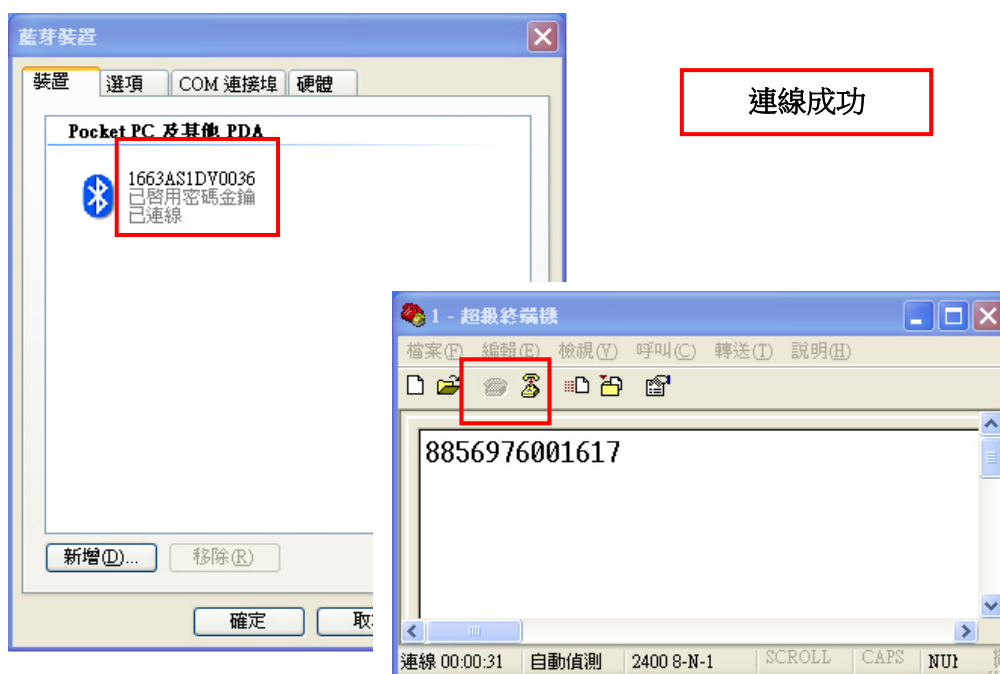 藍芽裝置
裝置 選項 COM 連接埠 硬體
Pocket PC 及其他 PDA
1663AS1DV0036
已啓用密碼金鑰
已連線
新增(D)... 移除(R)
確定
連線成功
1 - 超級終端機
檔案(F) 編輯(E) 檢視(V) 呼叫(C) 轉送(T) 說明(H)
8856976001617
連線 00:00:31 自動偵測 2400 8-N-1 SCROLL CAPS